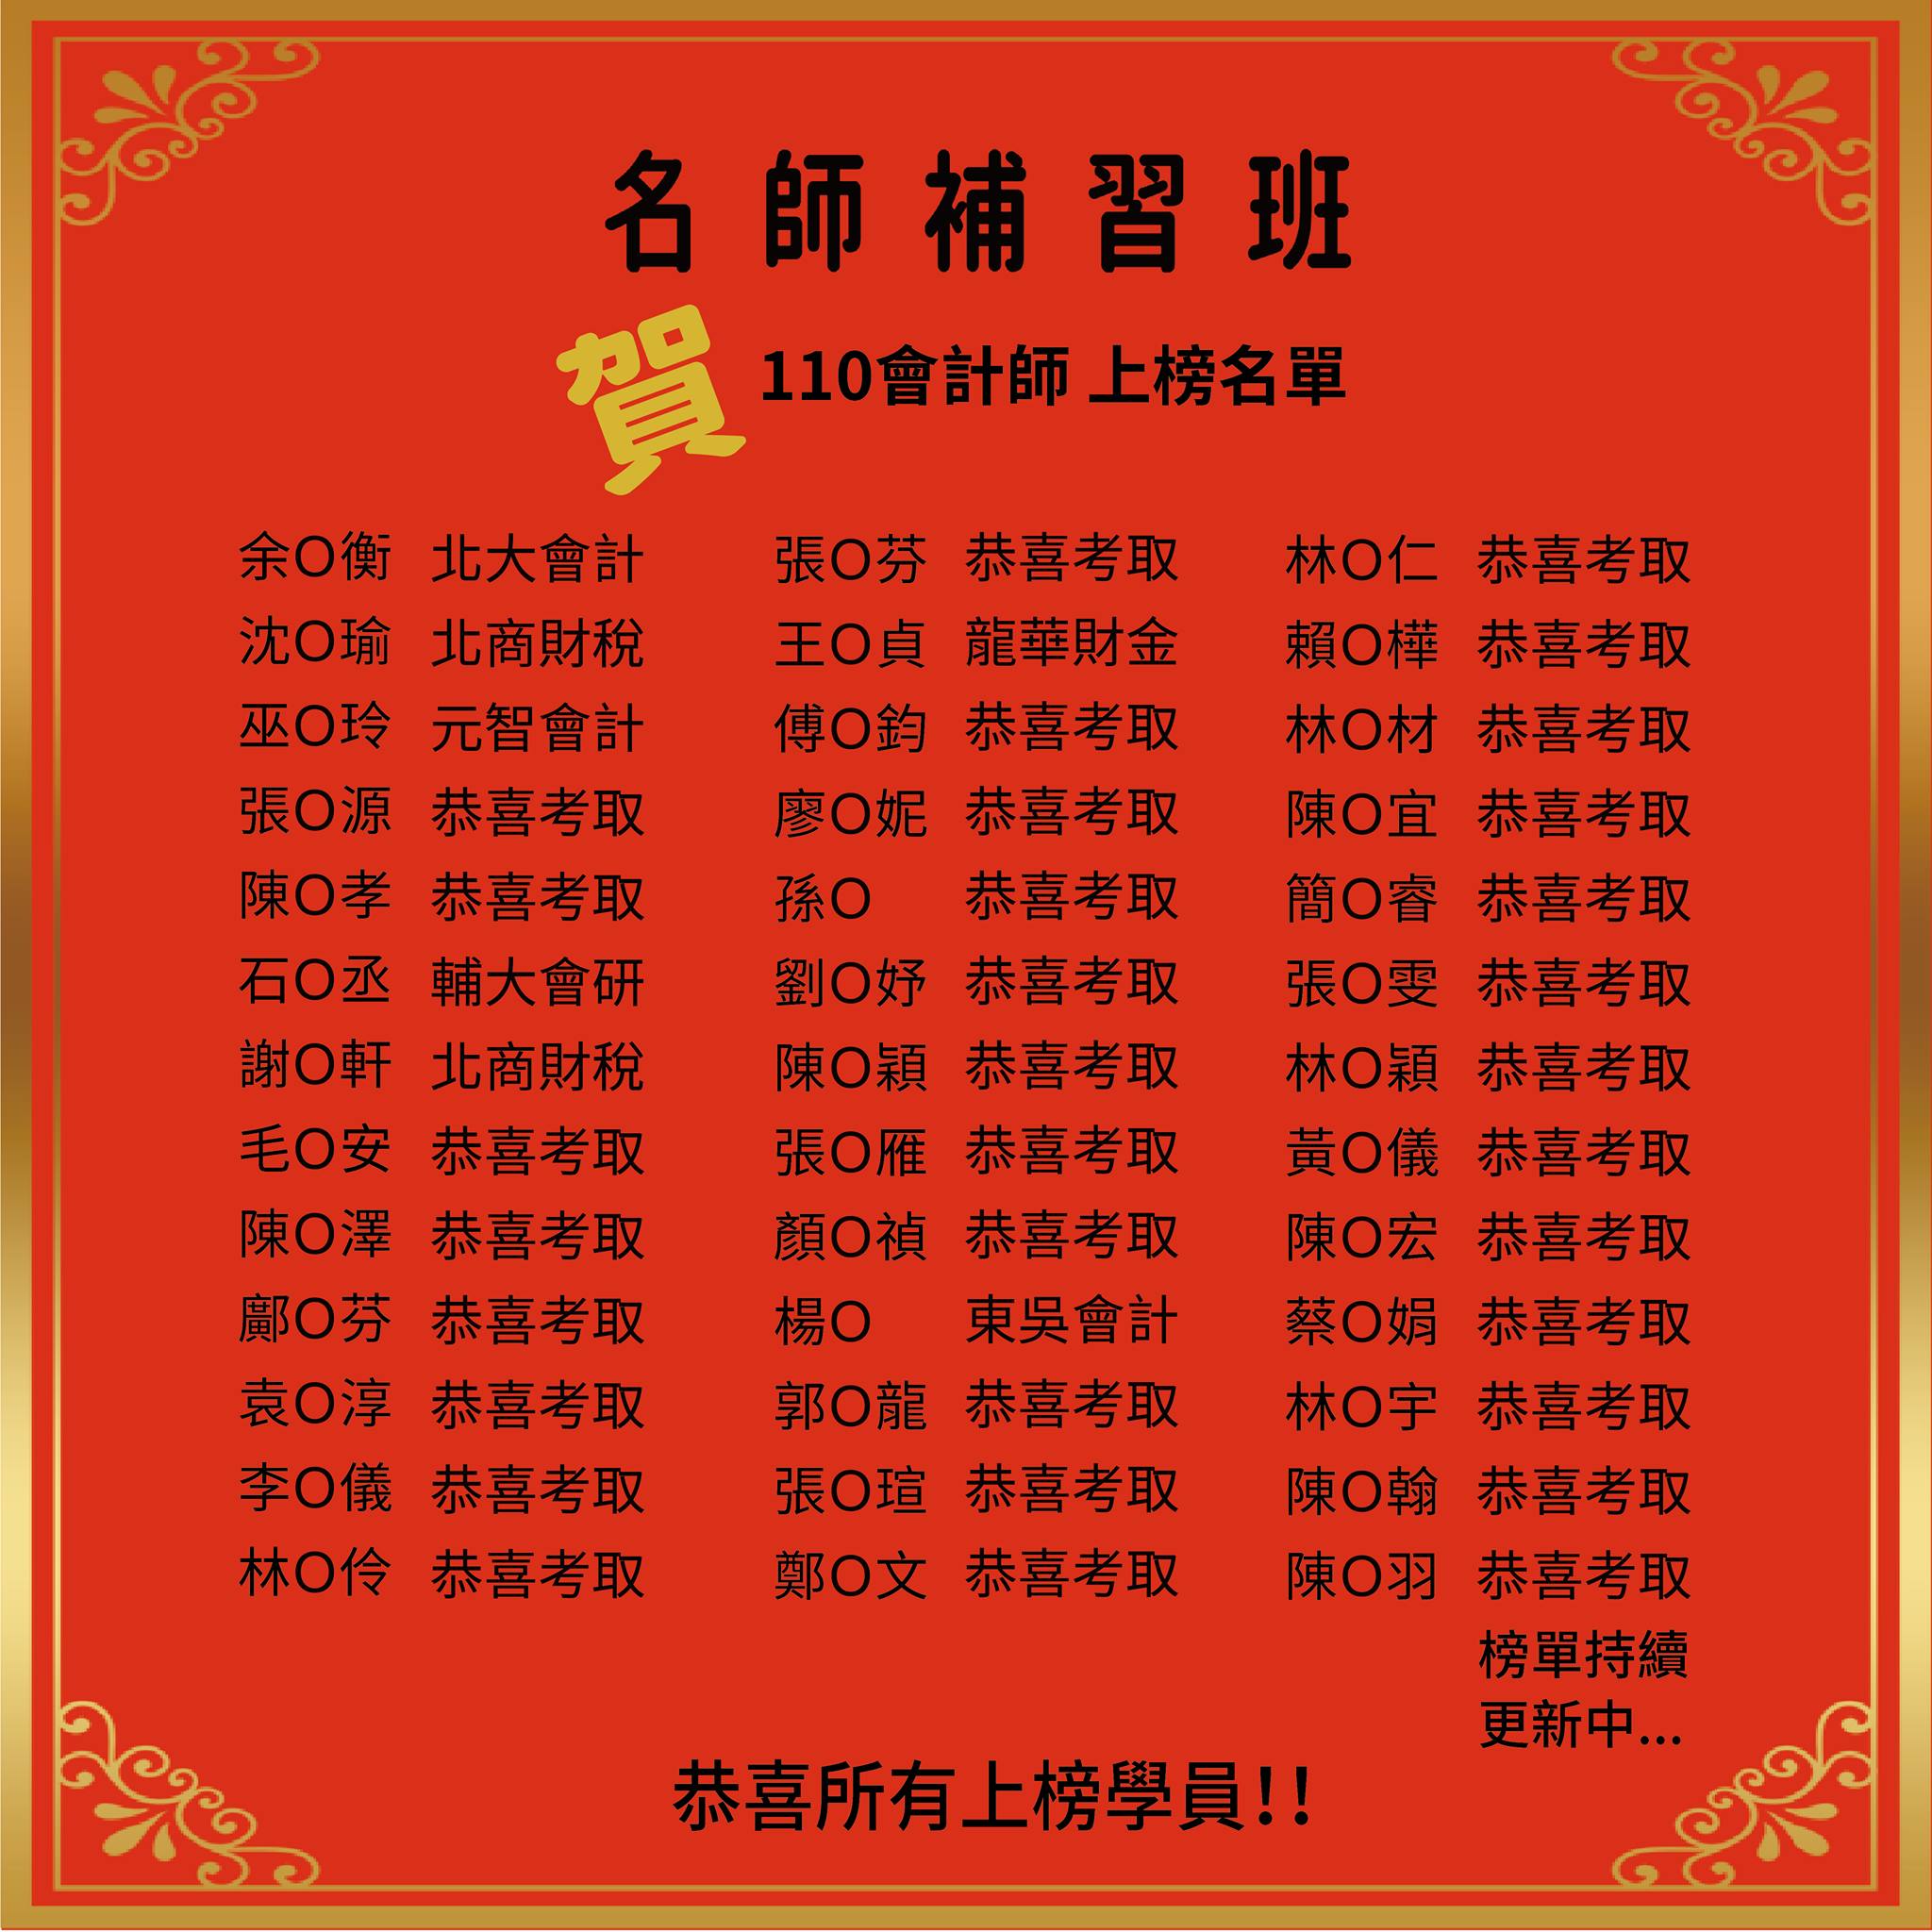 名師補習班
賀
110會計師 上榜名單
余O衡 北大會計 張O芬 恭喜考取 林O仁 恭喜考取
沈O瑜 北商財稅 王O貞 龍華財金 賴O樺 恭喜考取
巫O玲 元智會計 傅O鈞 恭喜考取 林O材 恭喜考取
張O源 恭喜考取 廖O妮 恭喜考取 陳O宜 恭喜考取
陳O孝 恭喜考取 孫O 恭喜考取 簡O睿 恭喜考取
石O丞 輔大會研 劉O妤 恭喜考取 張O雯 恭喜考取
謝O軒 北商財稅 陳O穎 恭喜考取 林O穎 恭喜考取
毛O安 恭喜考取 張O雁 恭喜考取 黃O儀 恭喜考取
陳O澤 恭喜考取 顏O禎 恭喜考取 陳O宏 恭喜考取
鄺O芬 恭喜考取 楊O 東吳會計 蔡O娟 恭喜考取
袁O淳 恭喜考取 郭O龍 恭喜考取 林O宇 恭喜考取
李O儀 恭喜考取 張O瑄 恭喜考取 陳O翰 恭喜考取
林O伶 恭喜考取 鄭O文 恭喜考取 陳O羽 恭喜考取
榜單持續
更新中...
恭喜所有上榜學員!!